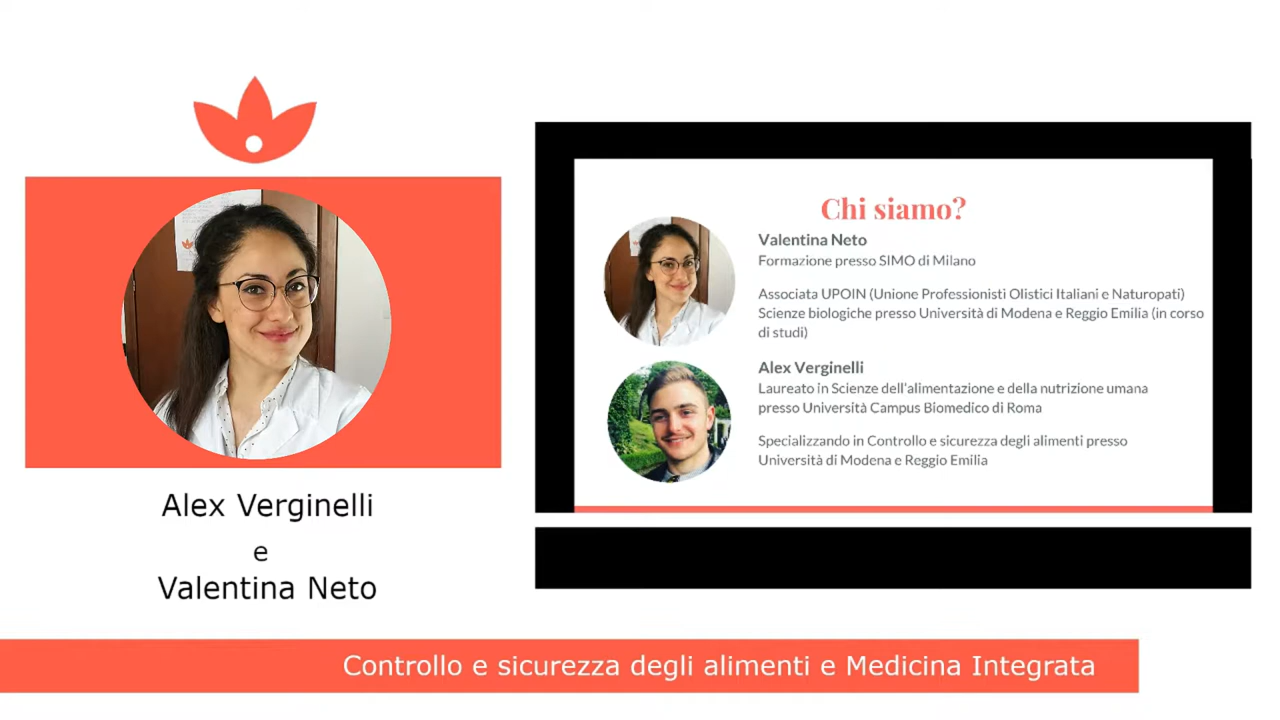 Alex Verginelli
e
Valentina Neto
Chi siamo?
Valentina Neto
Formazione presso SIMO di Milano
Associata UPOIN (Unione Professionisti Olistici Italiani e Naturopati)
Scienze biologiche presso Università di Modena e Reggio Emilia (in corso
di studi)
Alex Verginelli
Laureato in Scienze dell'alimentazione e della nutrizione umana
presso Università Campus Biomedico di Roma
Specializzando in Controllo e sicurezza degli alimenti presso
Università di Modena e Reggio Emilia
Controllo e sicurezza degli alimenti e Medicina Integrata